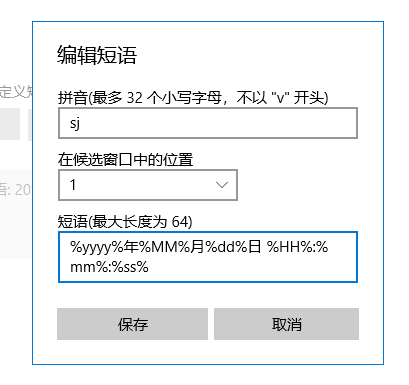 编辑短语
定义短
拼音(最多 32 个小写字母，不以 "v" 开头)
sj
在候选窗口中的位置
1
语: 20
短语(最大长度为 64)
%yyyy%年%MM%月%dd%日 %HH%:%
mm%:%ss%
保存
取消